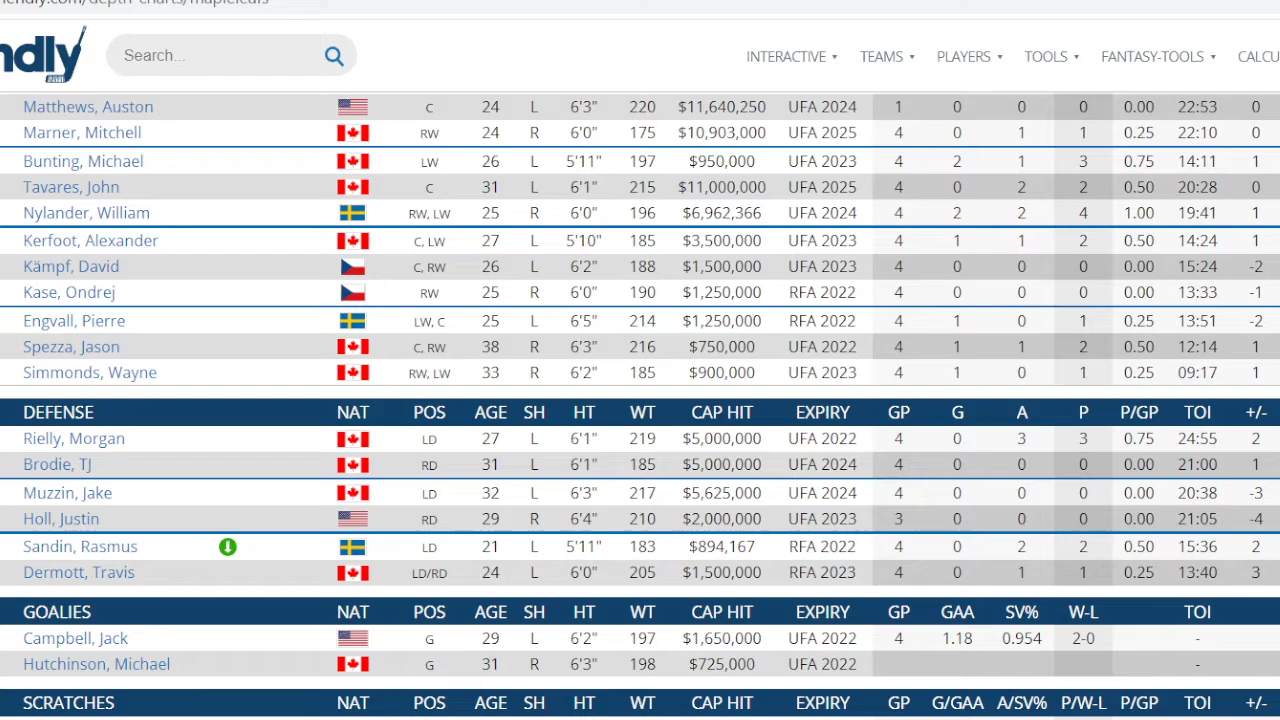 endly.com/depth-charts/mapleleafs
ndly
Search...
INTERACTIVE TEAMS PLAYERS TOOLS FANTASY-TOOLS CALCU
Matthews, Auston C 24 L 6'3" 220 $11,640,250 UFA 2024 1 0 0 0 0.00 22:53 0
Marner, Mitchell RW 24 R 6'0" 175 $10,903,000 UFA 2025 4 0 1 1 0.25 22:10 0
Bunting, Michael LW 26 L 5'11" 197 $950,000 UFA 2023 4 2 1 3 0.75 14:11 1
Tavares, John C 31 L 6'1" 215 $11,000,000 UFA 2025 4 0 2 2 0.50 20:28 0
Nylander, William RW, LW 25 R 6'0" 196 $6,962,366 UFA 2024 4 2 2 4 1.00 19:41 1
Kerfoot, Alexander C, LW 27 L 5'10" 185 $3,500,000 UFA 2023 4 1 1 2 0.50 14:24 1
Kämpf, David C, RW 26 L 6'2" 188 $1,500,000 UFA 2023 4 0 0 0 0.00 15:24 -2
Kase, Ondrej RW 25 R 6'0" 190 $1,250,000 RFA 2022 4 0 0 0 0.00 13:33 -1
Engvall, Pierre LW, C 25 L 6'5" 214 $1,250,000 RFA 2022 4 1 0 1 0.25 13:51 -2
Spezza, Jason C, RW 38 R 6'3" 216 $750,000 UFA 2022 4 1 1 2 0.50 12:14 1
Simmonds, Wayne RW, LW 33 R 6'2" 185 $900,000 UFA 2023 4 1 0 1 0.25 09:17 1
DEFENSE NAT POS AGE SH HT WT CAP HIT EXPIRY GP G A P P/GP TOI +/-
Rielly, Morgan LD 27 L 6'1" 219 $5,000,000 UFA 2022 4 0 3 3 0.75 24:55 2
Brodie, TJ RD 31 L 6'1" 185 $5,000,000 UFA 2024 4 0 0 0 0.00 21:00 1
Muzzin, Jake LD 32 L 6'3" 217 $5,625,000 UFA 2024 4 0 0 0 0.00 20:38 -3
Holl, Justin RD 29 R 6'4" 210 $2,000,000 UFA 2023 3 0 0 0 0.00 21:05 -4
Sandin, Rasmus LD 21 L 5'11" 183 $894,167 RFA 2022 4 0 2 2 0.50 15:36 2
Dermott, Travis LD/RD 24 L 6'0" 205 $1,500,000 RFA 2023 4 0 1 1 0.25 13:40 3
GOALIES NAT POS AGE SH HT WT CAP HIT EXPIRY GP GAA SV% W-L TOI
Campbell, Jack G 29 L 6'2" 197 $1,650,000 UFA 2022 4 1.18 0.954 2-0 -
Hutchinson, Michael G 31 R 6'3" 198 $725,000 UFA 2022 -
SCRATCHES NAT POS AGE SH HT WT CAP HIT EXPIRY GP G/GAA A/SV% P/W-L P/GP TOI +/-